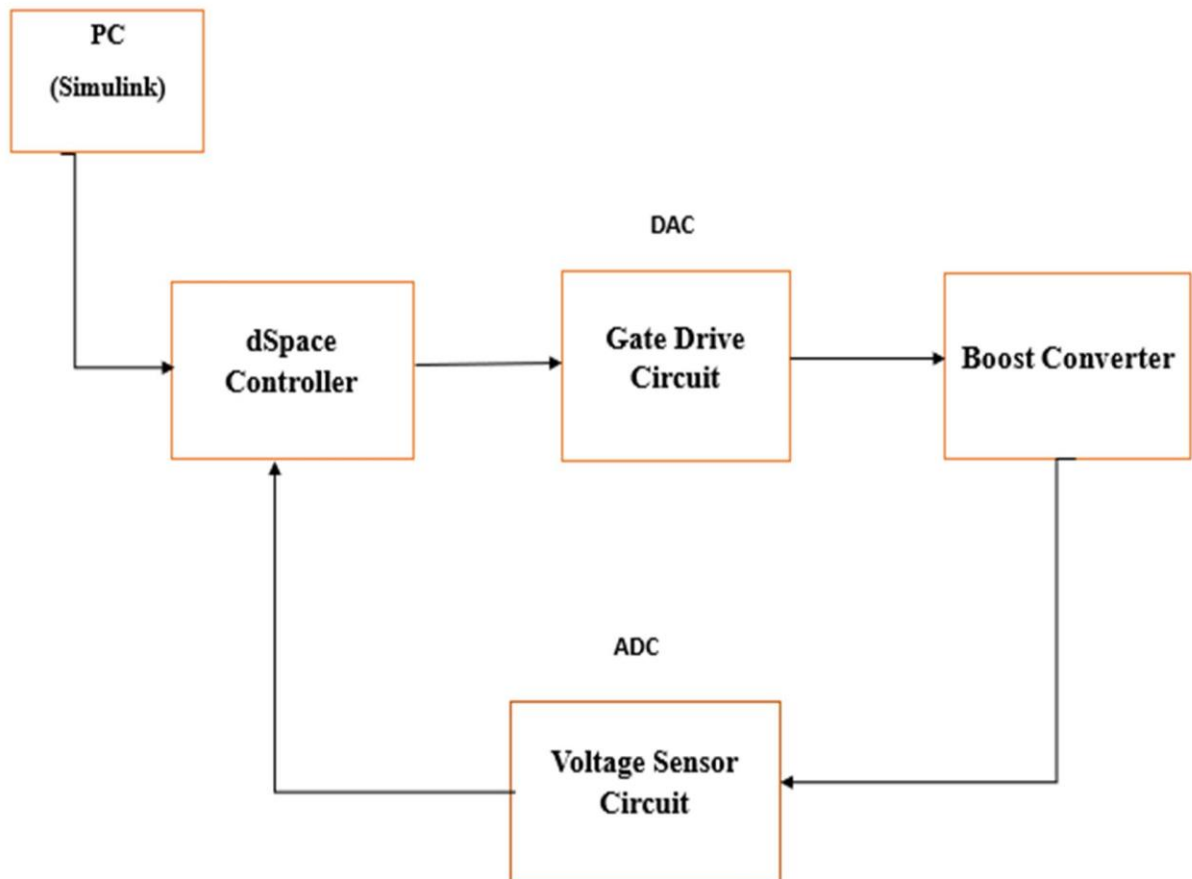 PC
(Simulink)
DAC
dSpace
Controller
Gate Drive
Circuit
Boost Converter
ADC
Voltage Sensor
Circuit